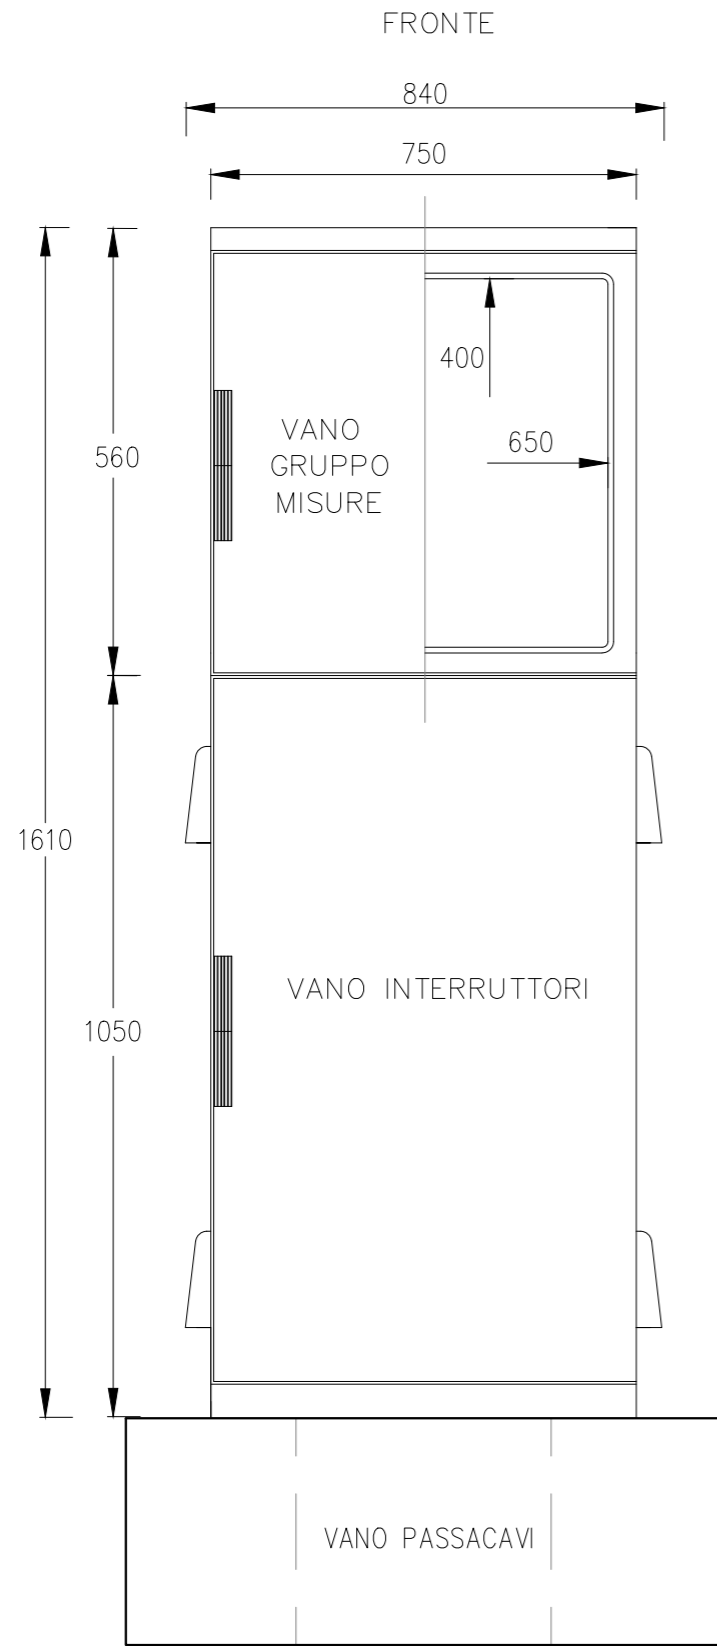 FRONTE
840
750
400
650
VANO
GRUPPO
MISURE
560
1610
VANO INTERRUTTORI
1050
VANO PASSACAVI